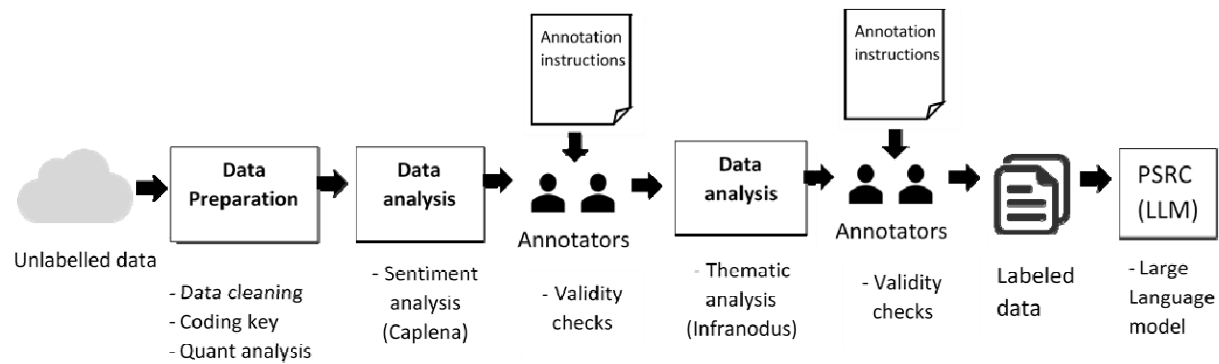 Annotation
instructions
Annotation
instructions
Data
Preparation
Data
analysis
Data
analysis
PSRC
(LLM)
Unlabelled data
Annotators
Annotators
Labeled
data
- Data cleaning
- Coding key
- Quant analysis
- Sentiment
analysis
(Caplena)
- Validity
checks
- Thematic
analysis
(Infranodus)
- Validity
checks
- Large
Language
model